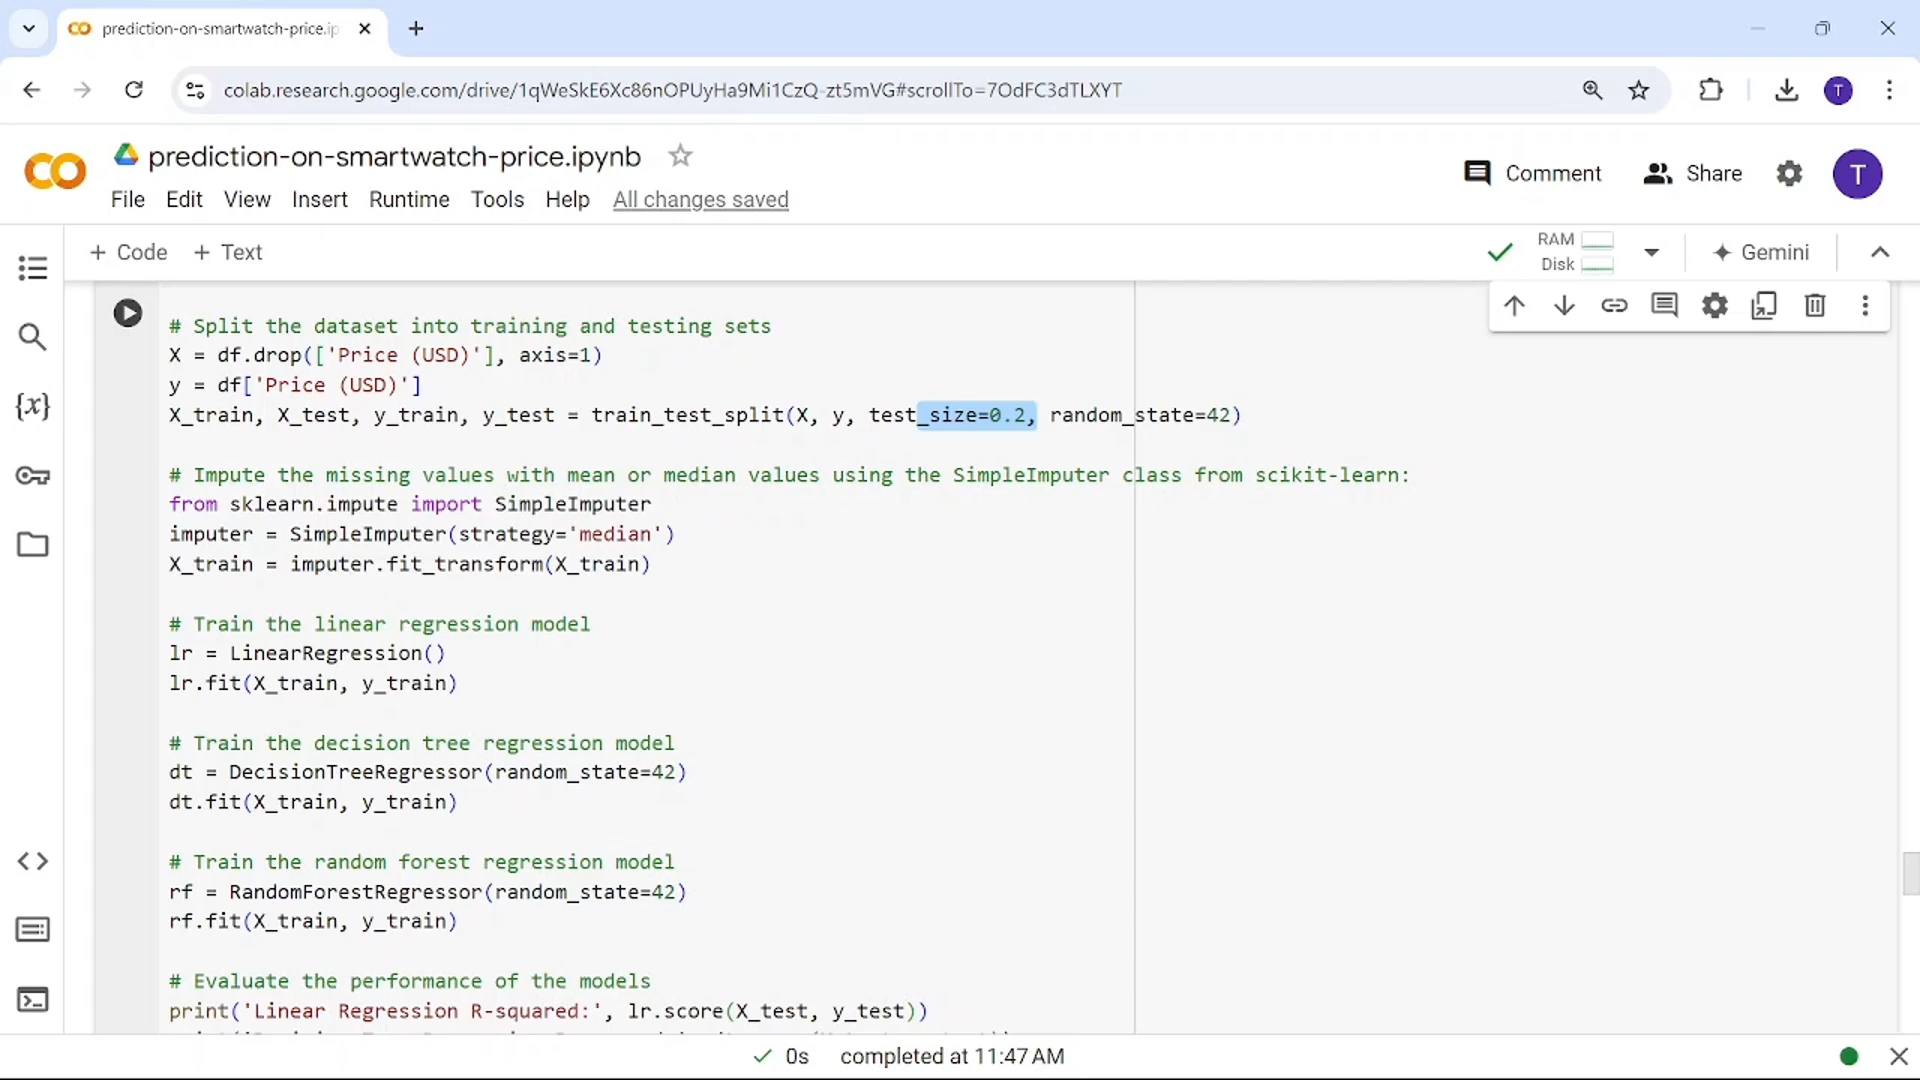 prediction-on-smartwatch-price.ip
colab.research.google.com/drive/1qWeSkE6Xc86nOPUyHa9Mi1CzQ-zt5mVG#scrollTo=7OdFC3dTLXYT
T
CO
prediction-on-smartwatch-price.ipynb
Comment
Share
T
File Edit View Insert Runtime Tools Help All changes saved
+ Code + Text
RAM
Disk
Gemini
# Split the dataset into training and testing sets
X = df.drop(['Price (USD)'], axis=1)
y = df['Price (USD)']
X_train, X_test, y_train, y_test = train_test_split(X, y, test_size=0.2, random_state=42)
# Impute the missing values with mean or median values using the SimpleImputer class from scikit-learn:
from sklearn.impute import SimpleImputer
imputer = SimpleImputer(strategy='median')
X_train = imputer.fit_transform(X_train)
# Train the linear regression model
lr = LinearRegression()
lr.fit(X_train, y_train)
# Train the decision tree regression model
dt = DecisionTreeRegressor(random_state=42)
dt.fit(X_train, y_train)
# Train the random forest regression model
rf = RandomForestRegressor(random_state=42)
rf.fit(X_train, y_train)
# Evaluate the performance of the models
print('Linear Regression R-squared:', lr.score(X_test, y_test))
0s completed at 11:47 AM